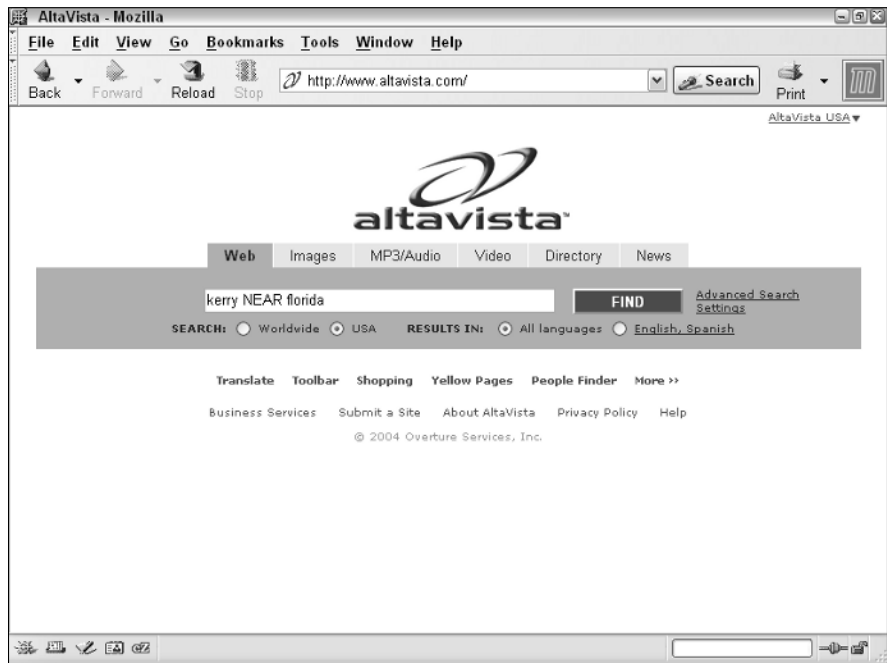 AltaVista - Mozilla
File Edit View Go Bookmarks Tools Window Help
Back Forward Reload Stop http://www.altavista.com/ Search Print
AltaVista USA
altavista™
Web Images MP3/Audio Video Directory News
kerry NEAR florida FIND Advanced Search
Settings
SEARCH: Worldwide USA RESULTS IN: All languages English, Spanish
Translate Toolbar Shopping Yellow Pages People Finder More >>
Business Services Submit a Site About AltaVista Privacy Policy Help
© 2004 Overture Services, Inc.